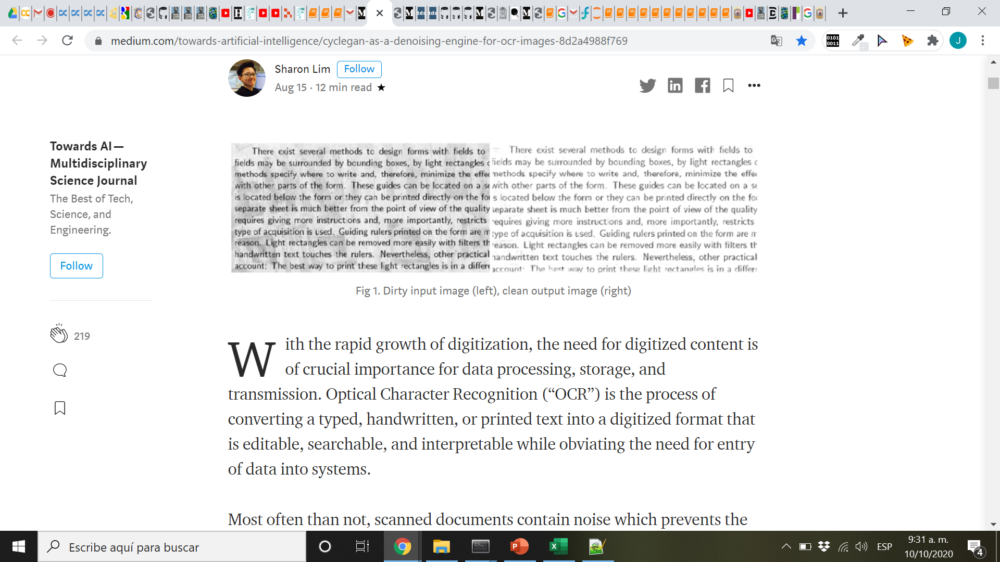 medium.com/towards-artificial-intelligence/cyclegan-as-a-denoising-engine-for-ocr-images-8d2a4988f769
0101
0011
J
Sharon Lim Follow
Aug 15 · 12 min read ★
Towards AI — 
Multidisciplinary
Science Journal
The Best of Tech,
Science, and
Engineering.
Follow
219
There exist several methods to design forms with fields to
fields may be surrounded by bounding boxes, by light rectangles
methods specify where to write and, therefore, minimize the effec
with other parts of the form. These guides can be located on a se
is located below the form or they can be printed directly on the for
separate sheet is much better from the point of view of the quality
requires giving more instructions and, more importantly, restricts
type of acquisition is used. Guiding rulers printed on the form are m
reason. Light rectangles can be removed more easily with filters th
handwritten text touches the rulers. Nevertheless, other practical
account: The best way to print these light rectangles is in a differe
There exist several methods to design forms with fields to
fields may be surrounded by bounding boxes, by light rectangles
methods specify where to write and, therefore, minimize the effec
with other parts of the form. These guides can be located on a se
s located below the form or they can be printed directly on the for
separate sheet is much better from the point of view of the quality
requires giving more instructions and, more importantly, restricts
type of acquisition is used. Guiding rulers printed on the form are m
reason. Light rectangles can be removed more easily with filters th
handwritten text touches the rulers. Nevertheless, other practical
account: The best way to print these light rectangles is in a differ
Fig 1. Dirty input image (left), clean output image (right)
With the rapid growth of digitization, the need for digitized content is
of crucial importance for data processing, storage, and
transmission. Optical Character Recognition (“OCR”) is the process of
converting a typed, handwritten, or printed text into a digitized format that
is editable, searchable, and interpretable while obviating the need for entry
of data into systems.
Most often than not, scanned documents contain noise which prevents the
Escribe aquí para buscar
ESP
9:31 a. m.
10/10/2020
4